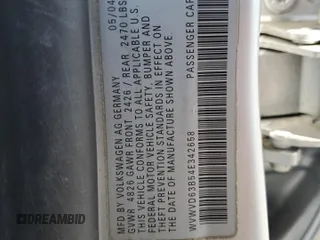 MFD BY VOLKSWAGEN AG GERMANY 05/04
GVWR 4826 GAWR FRONT 2426 / REAR 2470 LBS
THIS VEHICLE CONFORMS TO ALL APPLICABLE U.S.
FEDERAL MOTOR VEHICLE SAFETY, BUMPER AND
THEFT PREVENTION STANDARDS IN EFFECT ON
THE DATE OF MANUFACTURE SHOWN ABOVE.
WVWVD63B54E342658 PASSENGER CAR